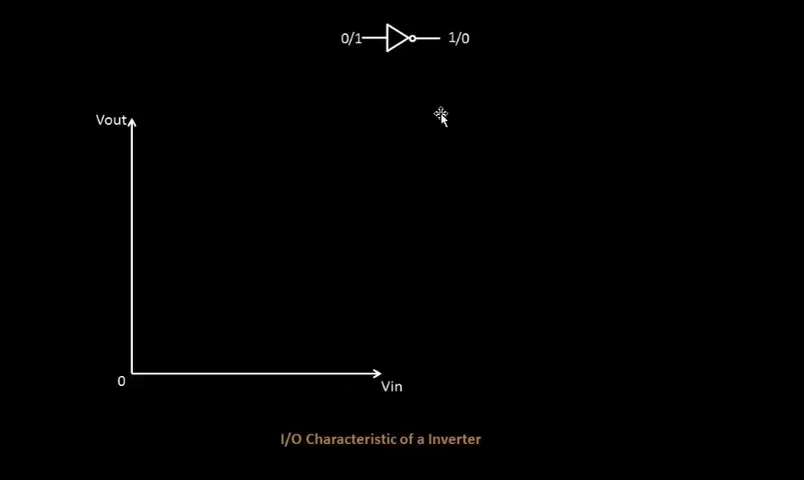 0/1 1/0
Vout
0
Vin
I/O Characteristic of a Inverter